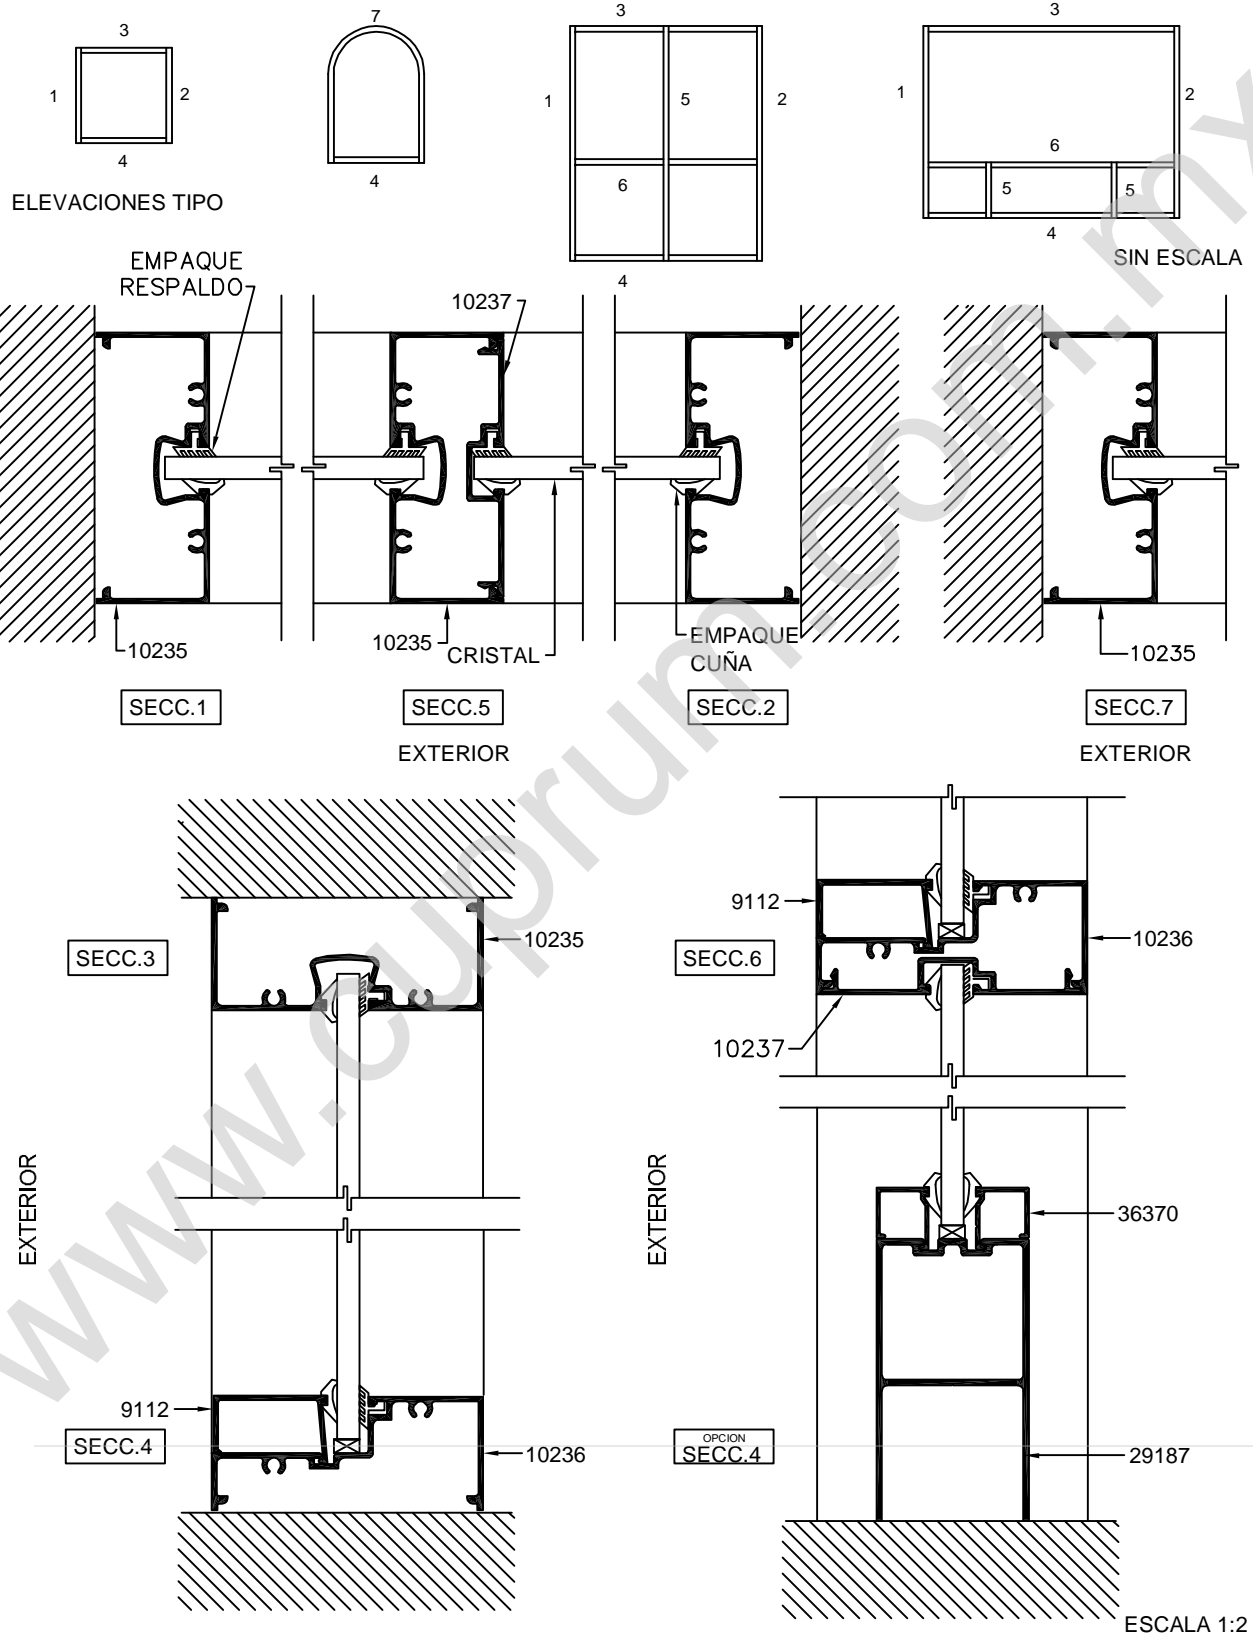 3
7
3
3
1
2
4
4
1
5
2
6
4
1
2
6
5
5
4
ELEVACIONES TIPO
SIN ESCALA
EMPAQUE
RESPALDO
10237
10235
10235
CRISTAL
EMPAQUE
CUÑA
10235
SECC.1
SECC.5
SECC.2
SECC.7
EXTERIOR
EXTERIOR
SECC.3
10235
9112
SECC.6
10236
10237
EXTERIOR
EXTERIOR
36370
9112
SECC.4
10236
OPCION
SECC.4
29187
ESCALA 1:2
www.cuprum.com.mx